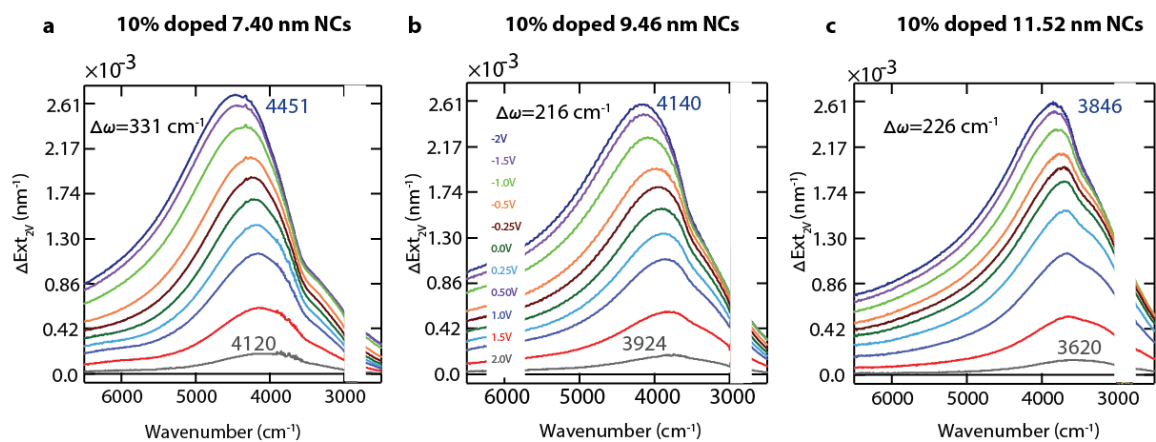 a 10% doped 7.40 nm NCs
×10⁻³
ΔExt2V (nm⁻¹)
2.61
2.17
1.74
1.30
0.86
0.42
0.0
Δω=331 cm⁻¹
4451
4120
6000 5000 4000 3000
Wavenumber (cm⁻¹)
b 10% doped 9.46 nm NCs
×10⁻³
ΔExt2V (nm⁻¹)
2.61
2.17
1.74
1.30
0.86
0.42
0.0
Δω=216 cm⁻¹
4140
-2V
-1.5V
-1.0V
-0.5V
-0.25V
0.0V
0.25V
0.50V
1.0V
1.5V
2.0V
3924
6000 5000 4000 3000
Wavenumber (cm⁻¹)
c 10% doped 11.52 nm NCs
×10⁻³
ΔExt2V (nm⁻¹)
2.61
2.17
1.74
1.30
0.86
0.42
0.0
Δω=226 cm⁻¹
3846
3620
6000 5000 4000 3000
Wavenumber (cm⁻¹)